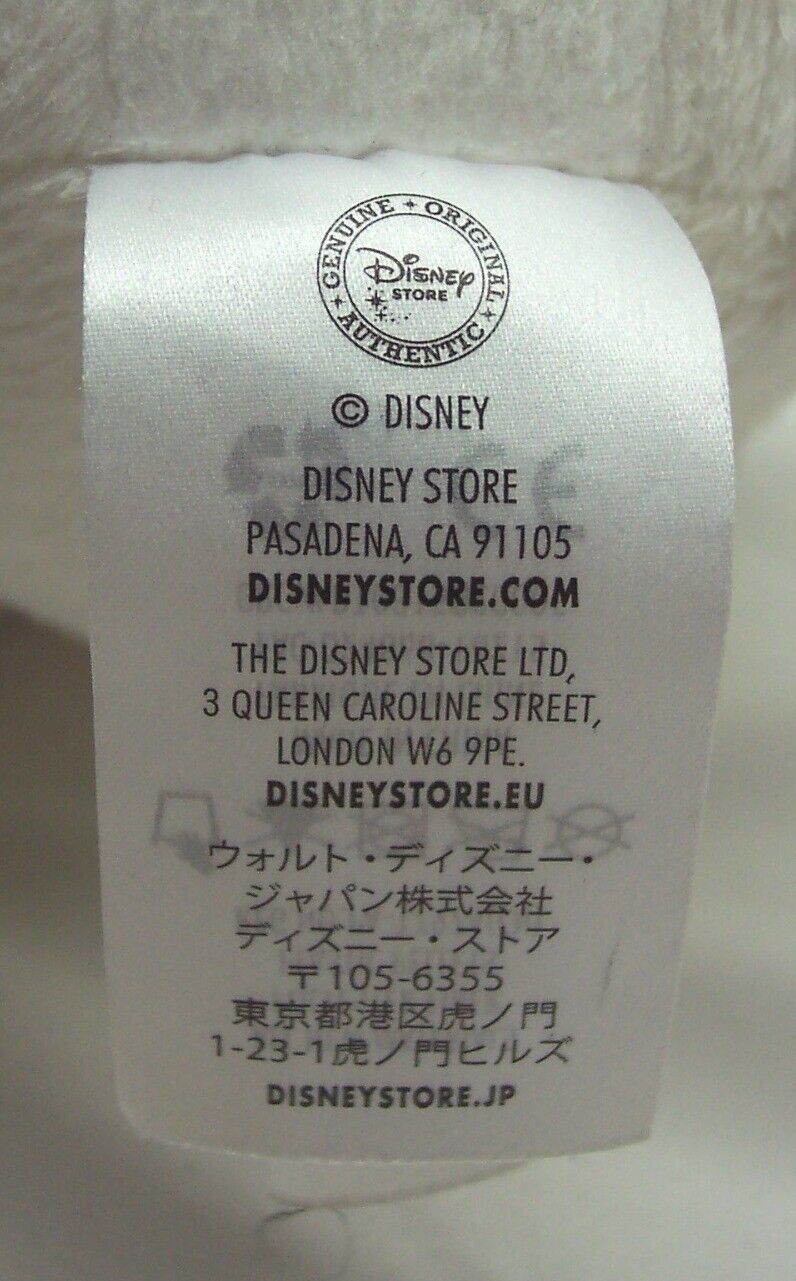 GENUINE ORIGINAL AUTHENTIC
Disney
STORE
© DISNEY
DISNEY STORE
PASADENA, CA 91105
DISNEYSTORE.COM
THE DISNEY STORE LTD,
3 QUEEN CAROLINE STREET,
LONDON W6 9PE.
DISNEYSTORE.EU
ウォルト・ディズニー・
ジャパン株式会社
ディズニー・ストア
〒105-6355
東京都港区虎ノ門
1-23-1虎ノ門ヒルズ
DISNEYSTORE.JP